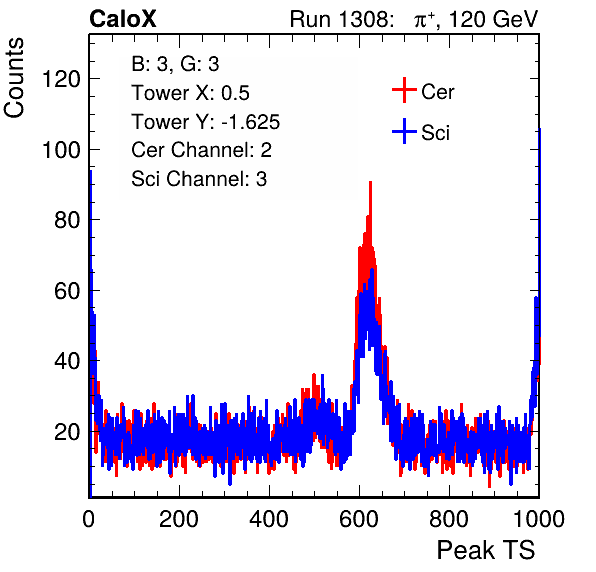 CaloX Run 1308: π⁺, 120 GeV
Counts
B: 3, G: 3
Tower X: 0.5
Tower Y: -1.625
Cer Channel: 2
Sci Channel: 3
Cer
Sci
120
100
80
60
40
20
0 200 400 600 800 1000
Peak TS